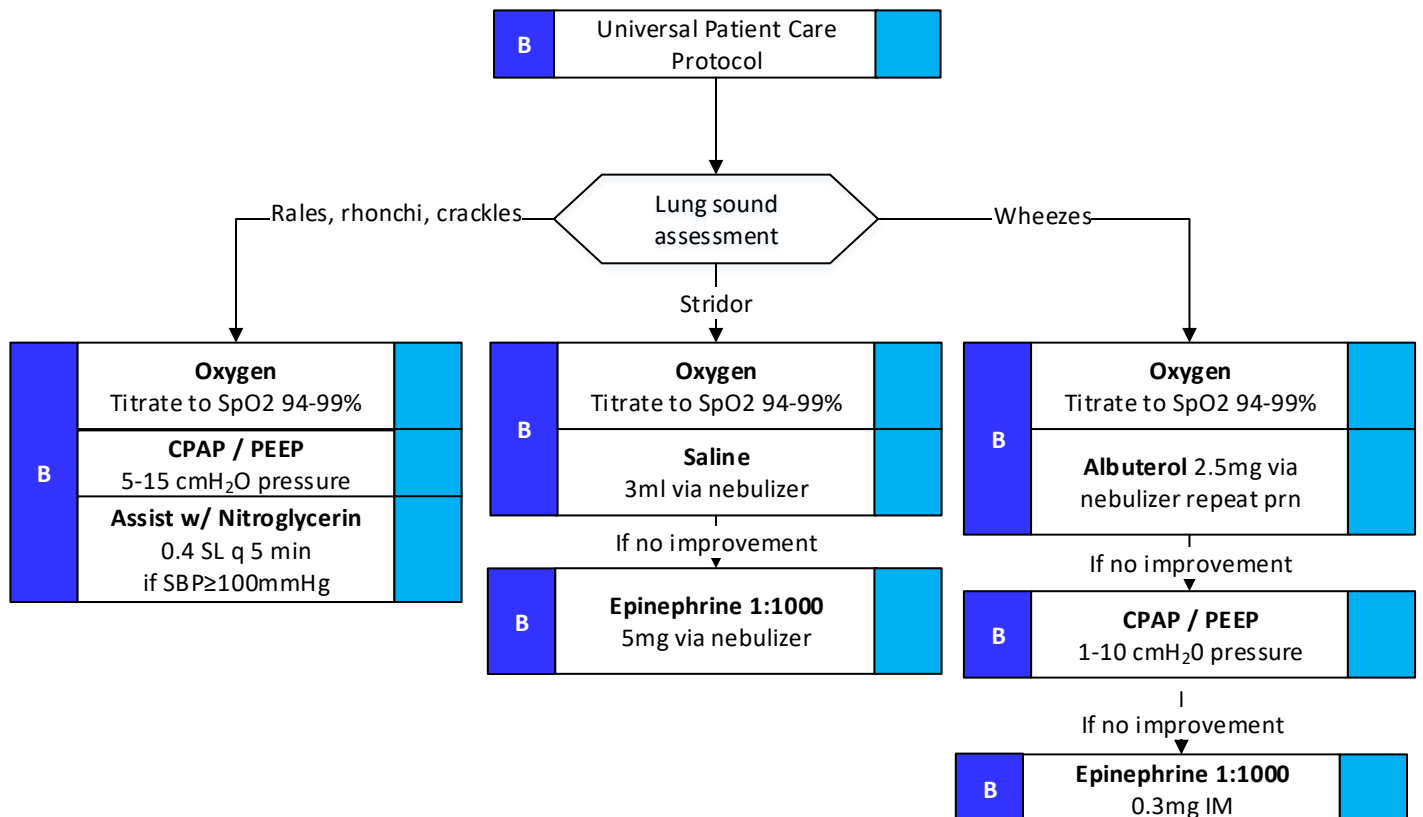 B
Universal Patient Care
Protocol
Lung sound
assessment
Rales, rhonchi, crackles
Stridor
Wheezes
B
Oxygen
Titrate to SpO2 94-99%
CPAP / PEEP
5-15 cmH₂O pressure
Assist w/ Nitroglycerin
0.4 SL q 5 min
if SBP≥100mmHg
B
Oxygen
Titrate to SpO2 94-99%
Saline
3ml via nebulizer
If no improvement
B
Epinephrine 1:1000
5mg via nebulizer
B
Oxygen
Titrate to SpO2 94-99%
Albuterol 2.5mg via
nebulizer repeat prn
If no improvement
B
CPAP / PEEP
1-10 cmH₂0 pressure
If no improvement
B
Epinephrine 1:1000
0.3mg IM